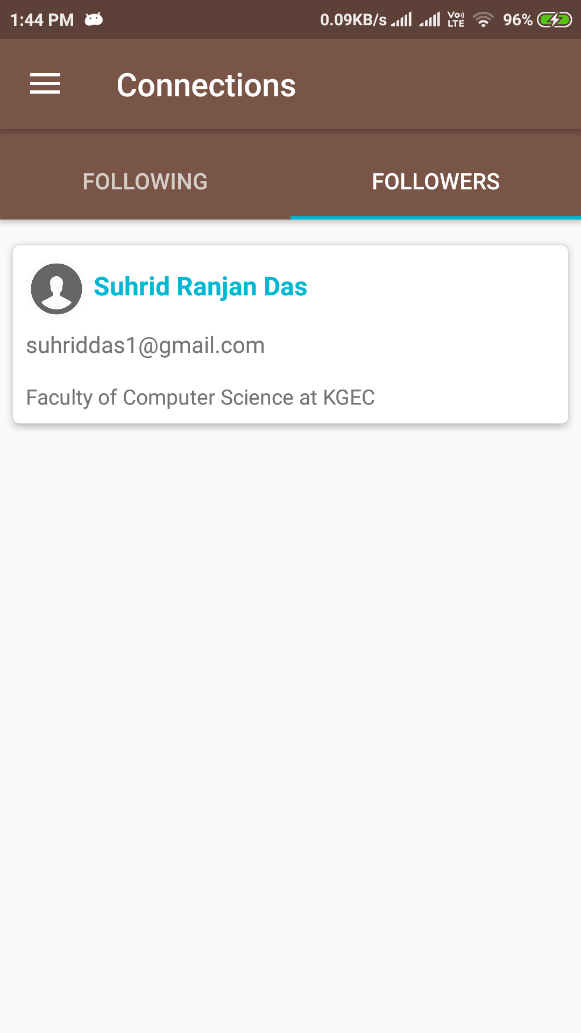 1:44 PM 0.09KB/s VoD LTE 96%
Connections
FOLLOWING FOLLOWERS
Suhrid Ranjan Das
suhriddas1@gmail.com
Faculty of Computer Science at KGEC